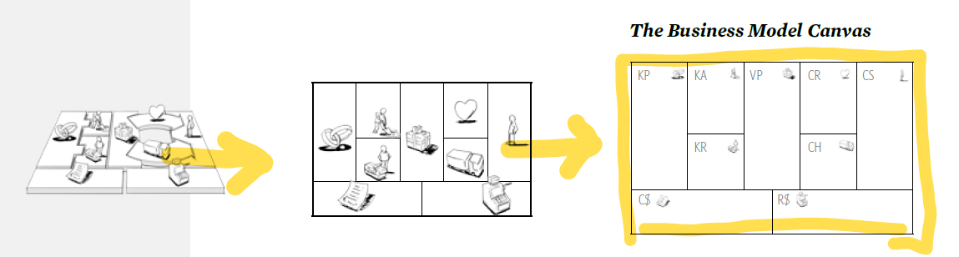 The Business Model Canvas
KP KA VP CR CS
KR CH
C$ R$